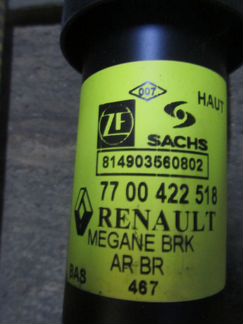 007
HAUT
ZF
SACHS
814903560802
77 00 422 518
RENAULT
MEGANE BRK
AR-BR
BAS
467